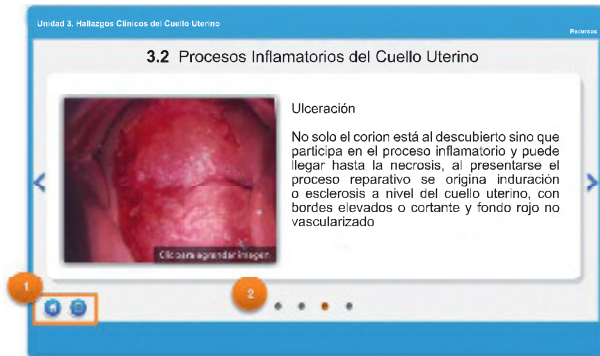 Unidad 3. Hallazgos Clínicos del Cuello Uterino
Recursos
3.2 Procesos Inflamatorios del Cuello Uterino
Ulceración
No solo el corion está al descubierto sino que
participa en el proceso inflamatorio y puede
llegar hasta la necrosis, al presentarse el
proceso reparativo se origina induración
o esclerosis a nivel del cuello uterino, con
bordes elevados o cortante y fondo rojo no
vascularizado
Clic para agrandar imagen
1
2